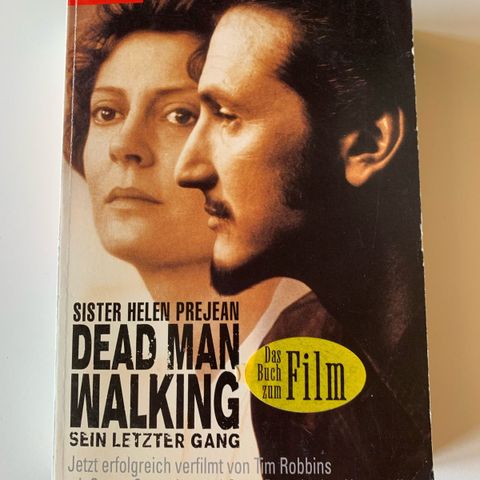 SISTER HELEN PREJEAN
DEAD MAN
WALKING
SEIN LETZTER GANG
Das
Buch
zum
Film
Jetzt erfolgreich verfilmt von Tim Robbins